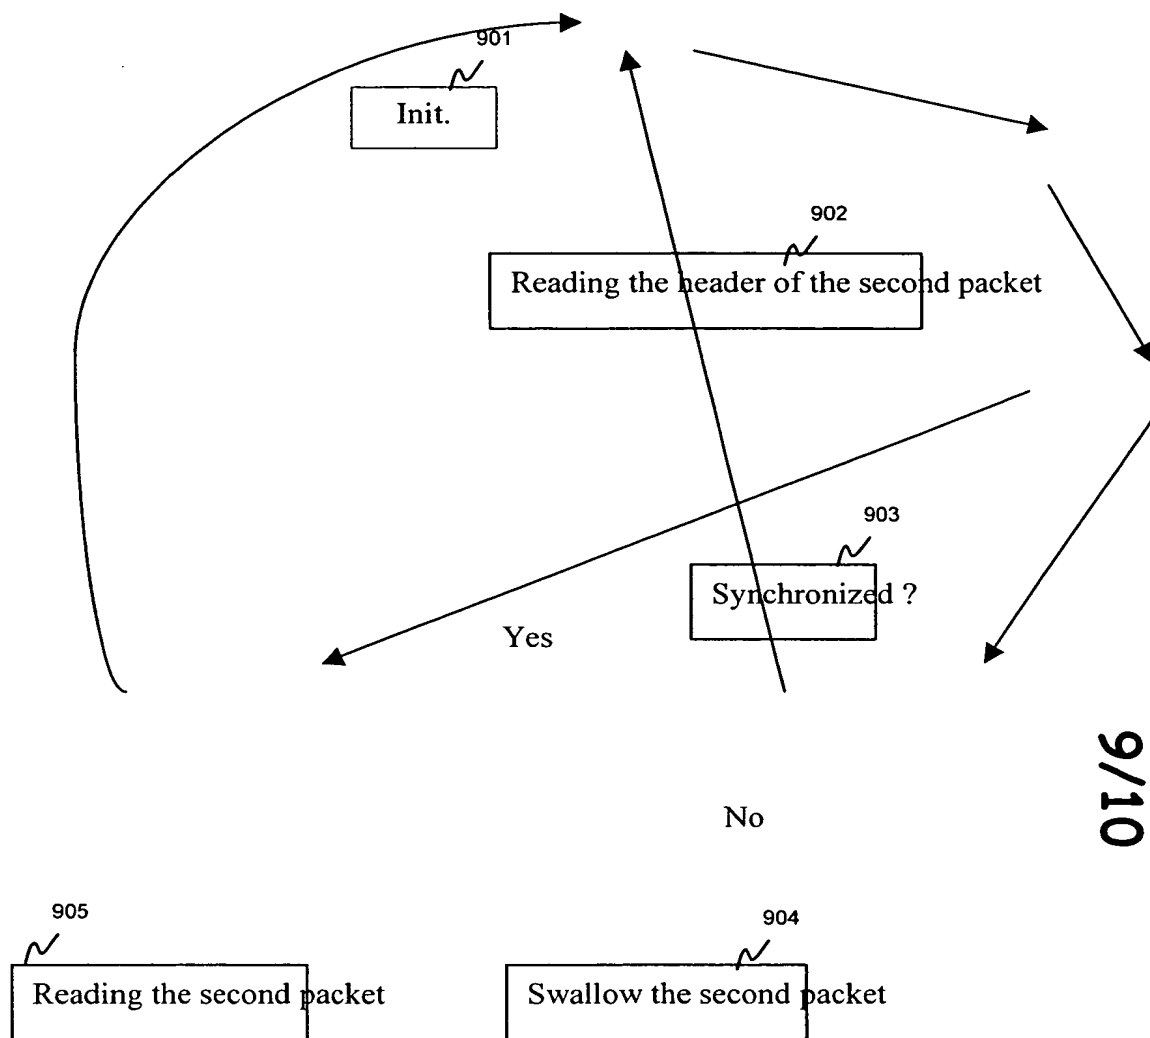 901
Init.
902
Reading the header of the second packet
903
Synchronized ?
Yes
No
9/10
905
904
Reading the second packet
Swallow the second packet